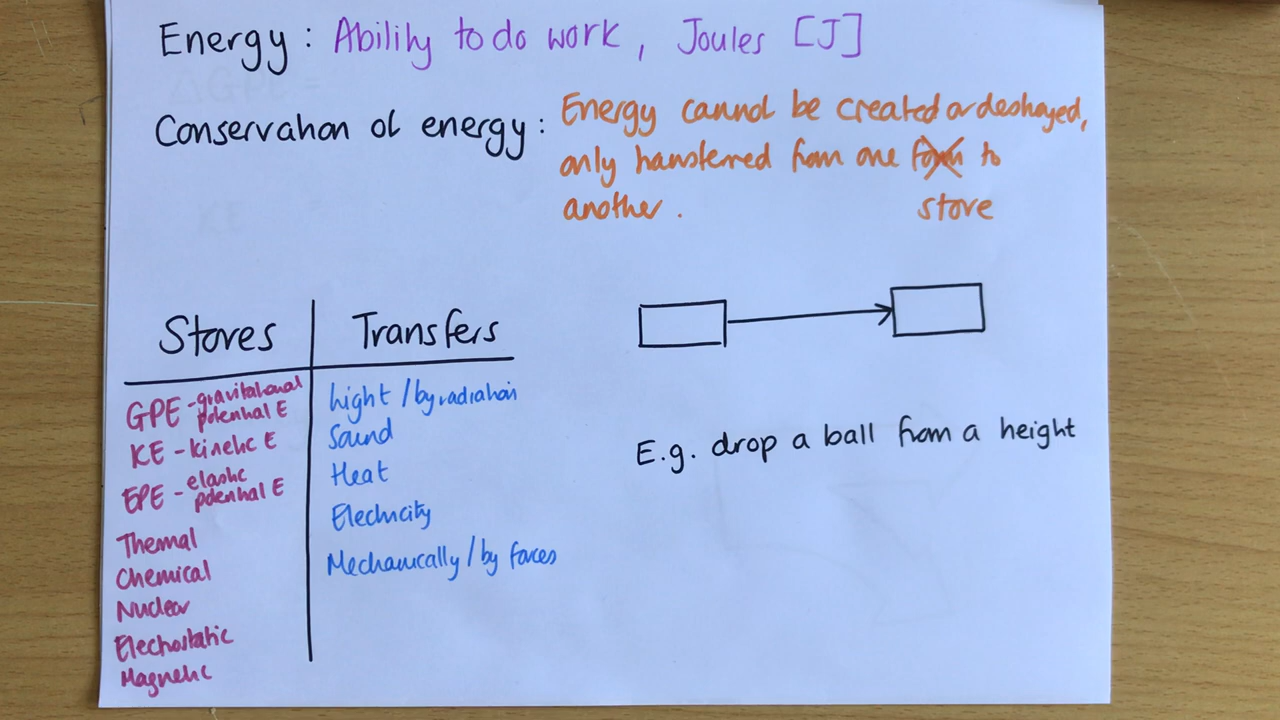 Energy : Ability to do work , Joules [J]
Conservation of energy : Energy cannot be created or destroyed,
only transferred from one form to
another . store
Stores Transfers
GPE - gravitational potential E
KE - kinetic E
EPE - elastic potential E
Thermal
Chemical
Nuclear
Electrostatic
Magnetic
Light / by radiation
Sound
Heat
Electricity
Mechanically / by forces
E.g. drop a ball from a height